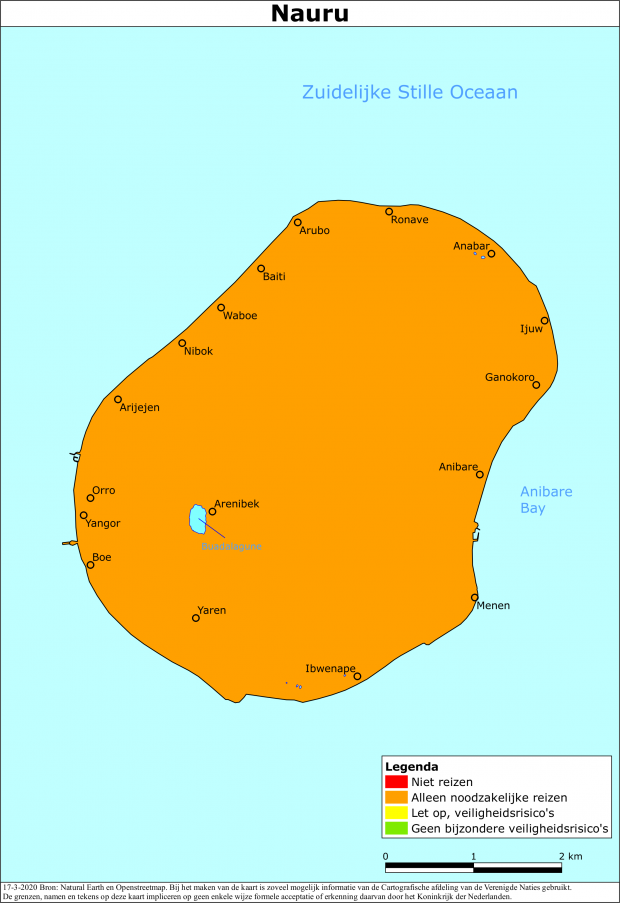 Nauru
Zuidelijke Stille Oceaan
Ronave
Arubo
Anabar
Baiti
Waboe
Ijuw
Nibok
Ganokoro
Arijejen
Anibare
Orro
Anibare
Bay
Arenibek
Yangor
Buadalagune
Boe
Menen
Yaren
Ibwenape
Legenda
Niet reizen
Alleen noodzakelijke reizen
Let op, veiligheidsrisico's
Geen bijzondere veiligheidsrisico's
0 1 2 km
17-3-2020 Bron: Natural Earth en Openstreetmap. Bij het maken van de kaart is zoveel mogelijk informatie van de Cartografische afdeling van de Verenigde Naties gebruikt.
De grenzen, namen en tekens op deze kaart impliceren op geen enkele wijze formele acceptatie of erkenning daarvan door het Koninkrijk der Nederlanden.